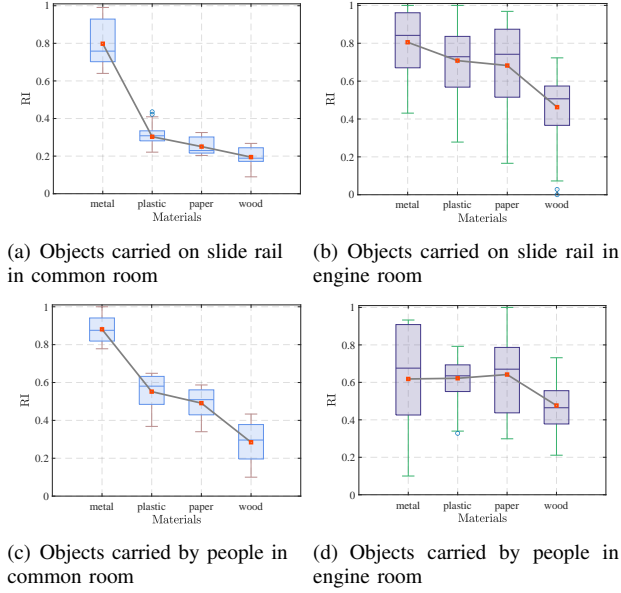 1
0.8
0.6
RI
0.4
0.2
0
metal plastic paper wood
Materials
(a) Objects carried on slide rail
in common room
1
0.8
0.6
RI
0.4
0.2
0
metal plastic paper wood
Materials
(b) Objects carried on slide rail in
engine room
1
0.8
0.6
RI
0.4
0.2
0
metal plastic paper wood
Materials
(c) Objects carried by people in
common room
1
0.8
0.6
RI
0.4
0.2
0
metal plastic paper wood
Materials
(d) Objects carried by people in
engine room